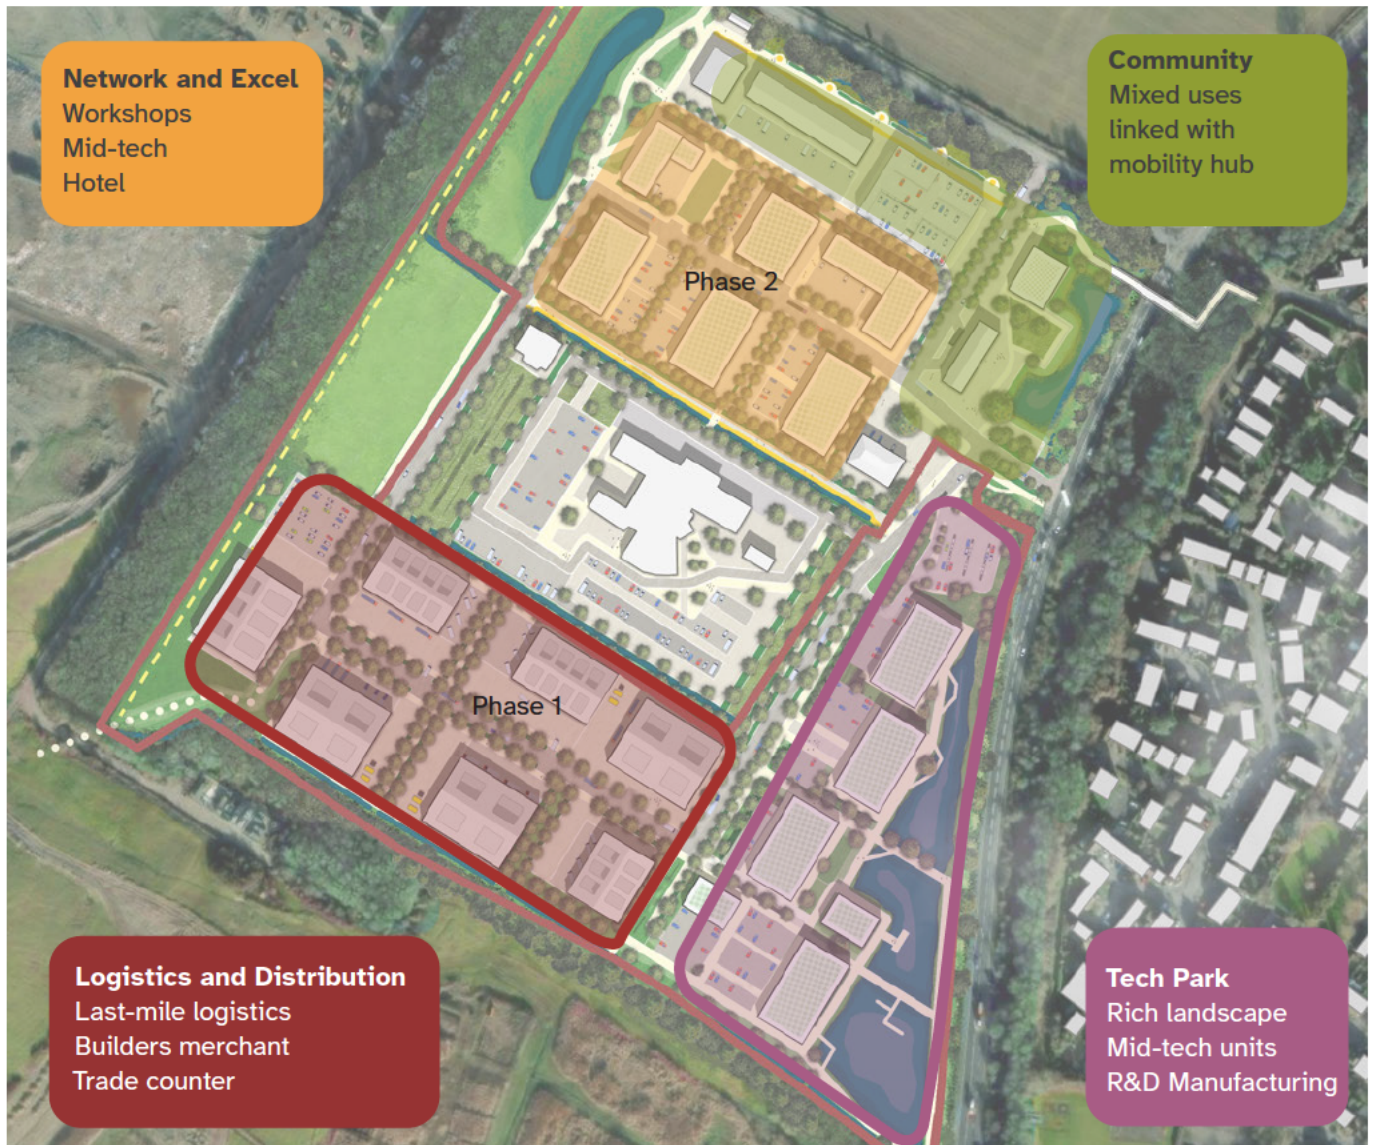 Network and Excel
Workshops
Mid-tech
Hotel
Community
Mixed uses
linked with
mobility hub
Phase 2
Phase 1
Logistics and Distribution
Last-mile logistics
Builders merchant
Trade counter
Tech Park
Rich landscape
Mid-tech units
R&D Manufacturing